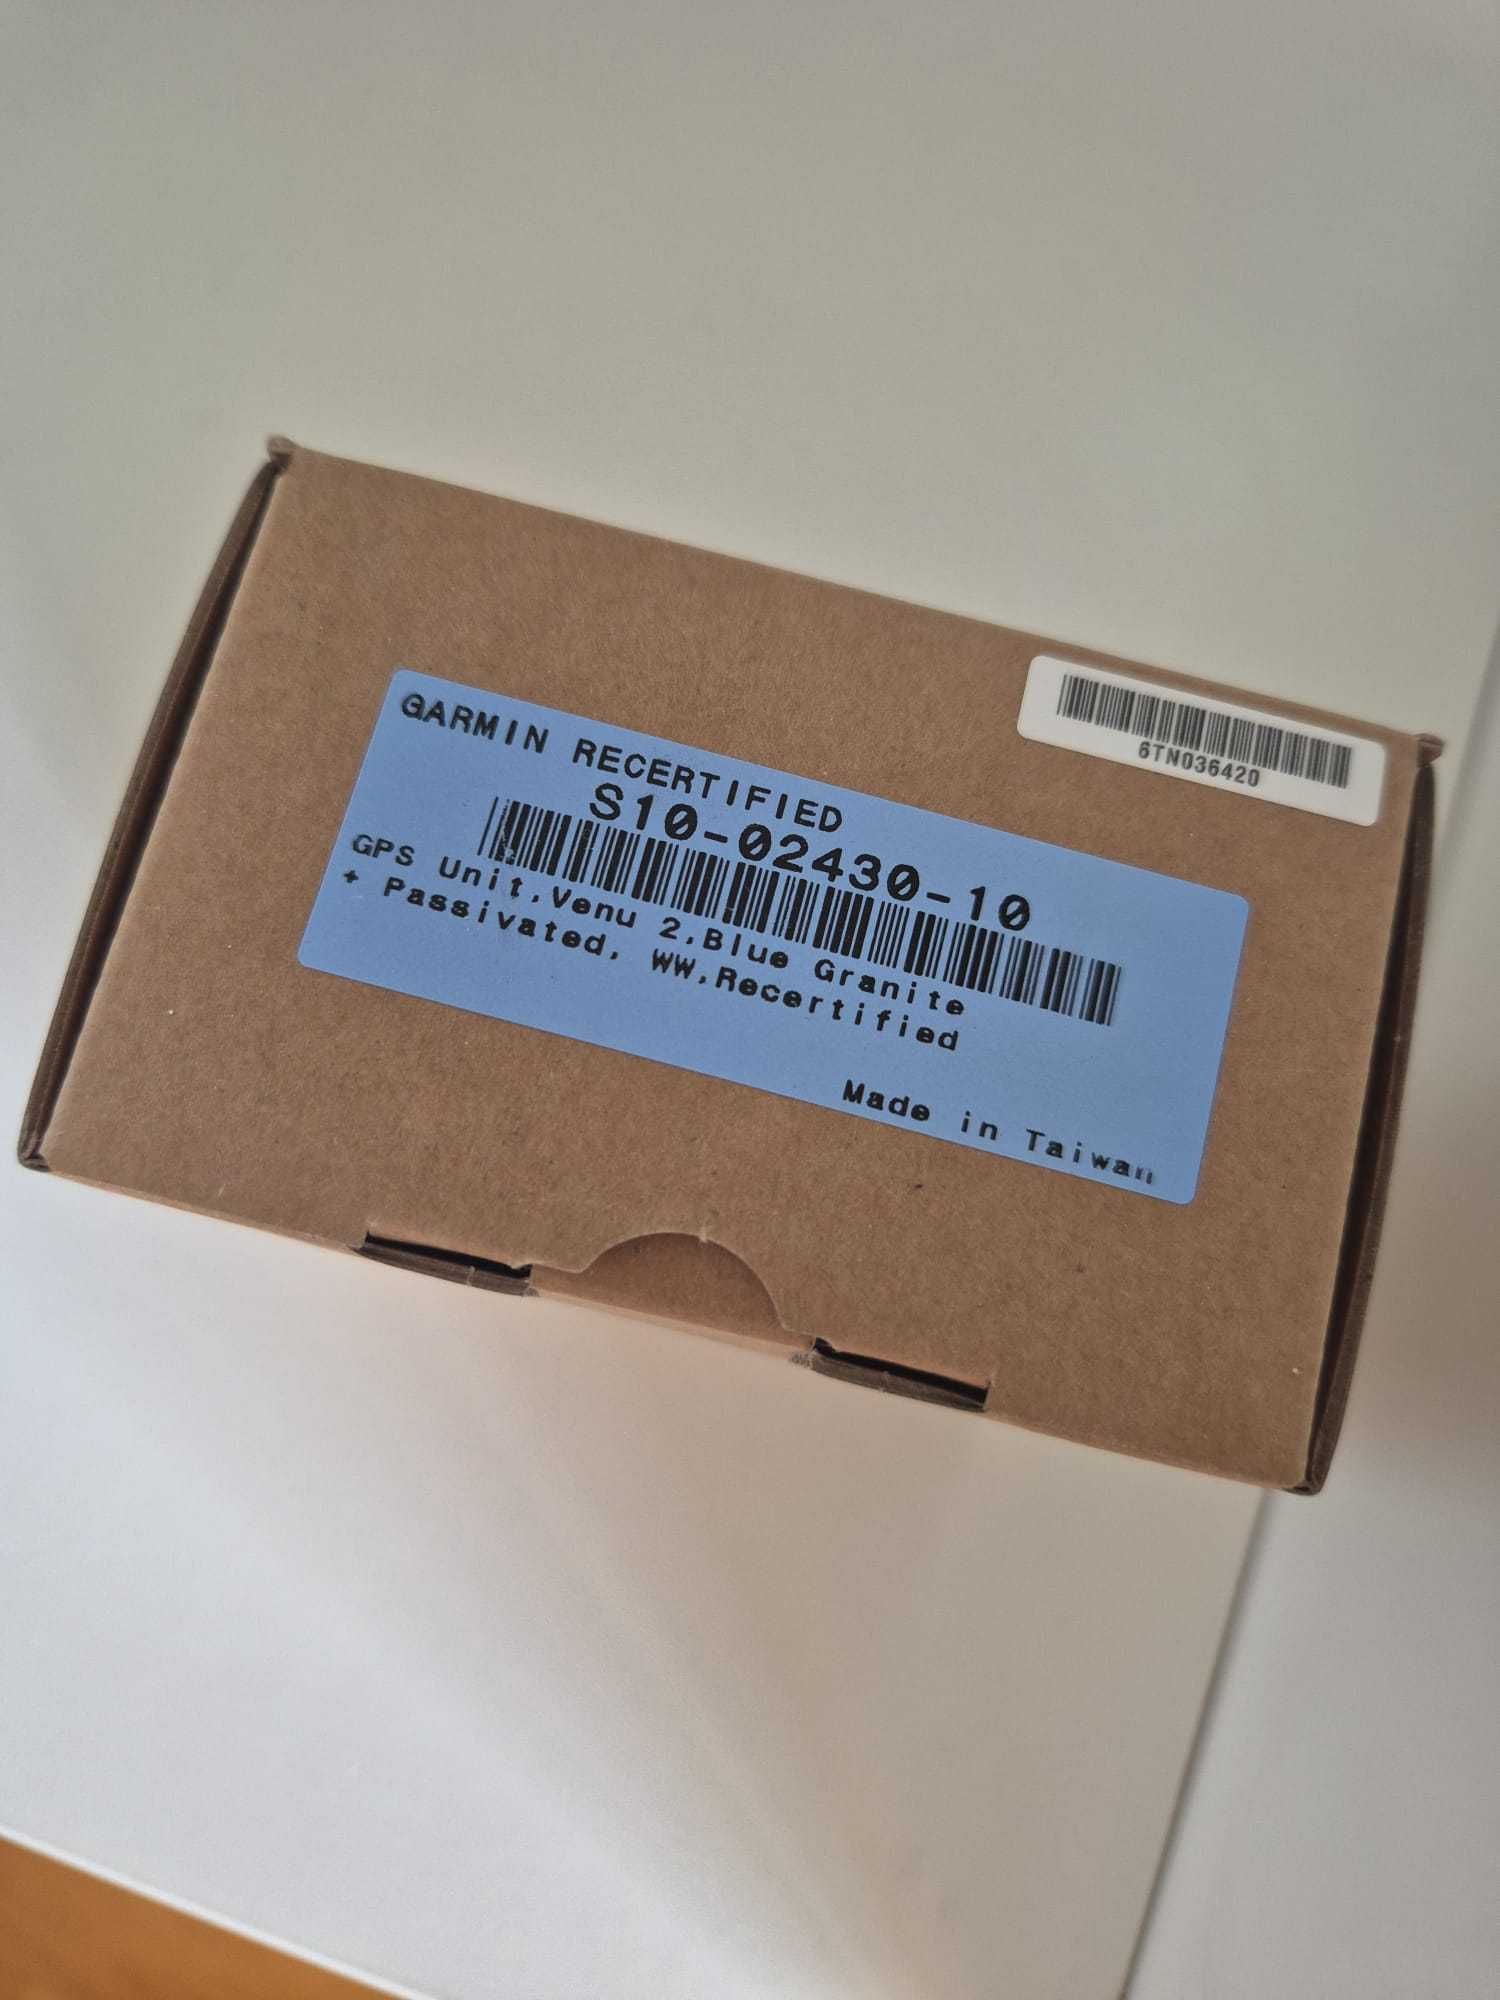 6TN036420
GARMIN RECERTIFIED
S10-02430-10
GPS Unit,Venu 2,Blue Granite
+ Passivated, WW,Recertified
Made in Taiwan